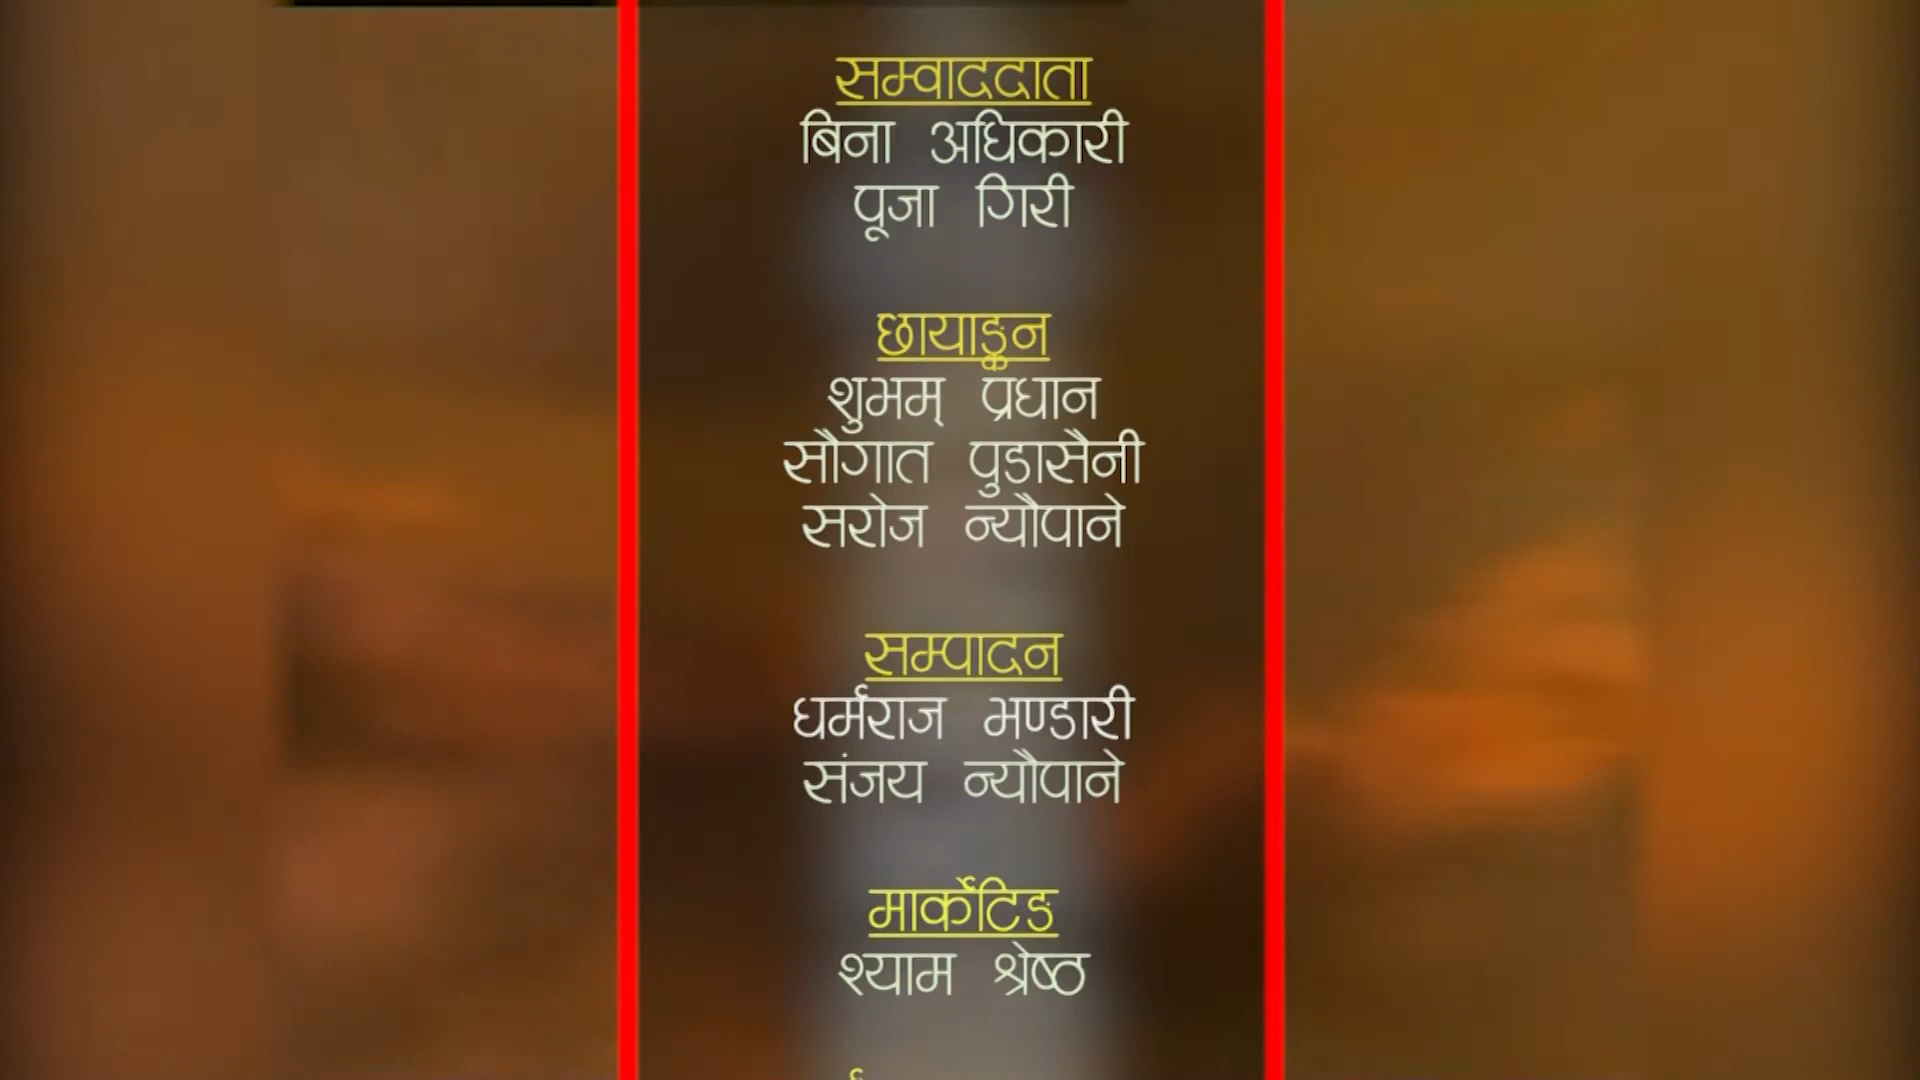 सम्वाददाता
बिना अधिकारी
पूजा गिरी
छायाङ्कन
शुभम् प्रधान
सौगात पुडासैनी
सरोज न्यौपाने
सम्पादन
धर्मराज भण्डारी
संजय न्यौपाने
मार्केटिङ
श्याम श्रेष्ठ